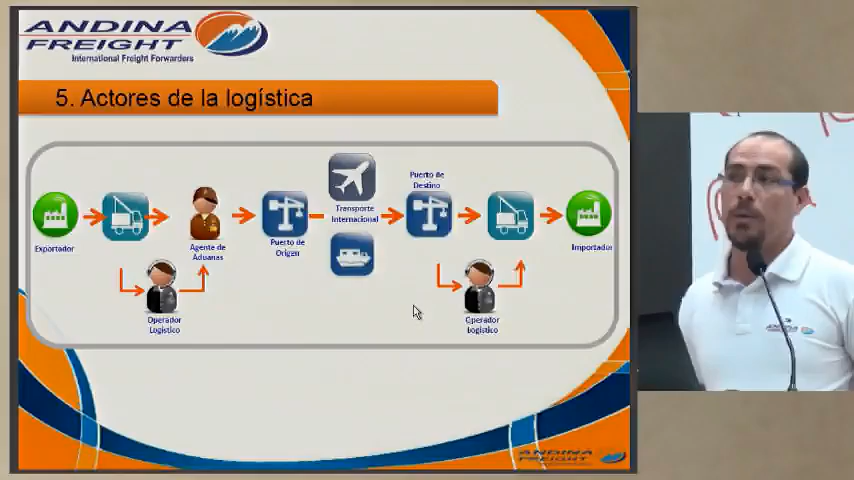 ANDINA
FREIGHT
International Freight Forwarders
5. Actores de la logística
Exportador
Agente de
Aduanas
Operador
Logístico
Puerto de
Origen
Transporte
Internacional
Puerto de
Destino
Operador
Logístico
Importador
ANDINA
FREIGHT
ANDINA